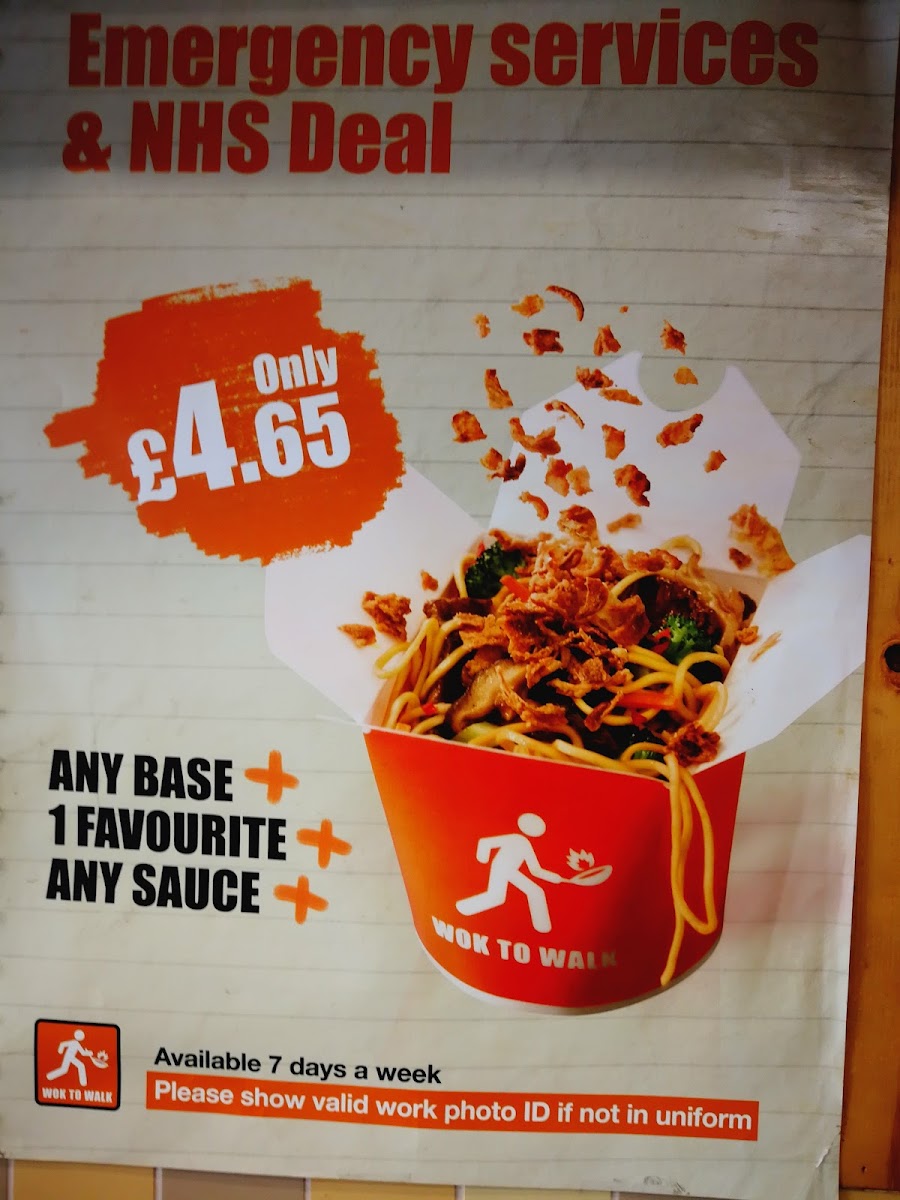 Emergency services
& NHS Deal
Only
£4.65
ANY BASE +
1 FAVOURITE +
ANY SAUCE +
WOK TO WALK
WOK TO WALK
Available 7 days a week
Please show valid work photo ID if not in uniform